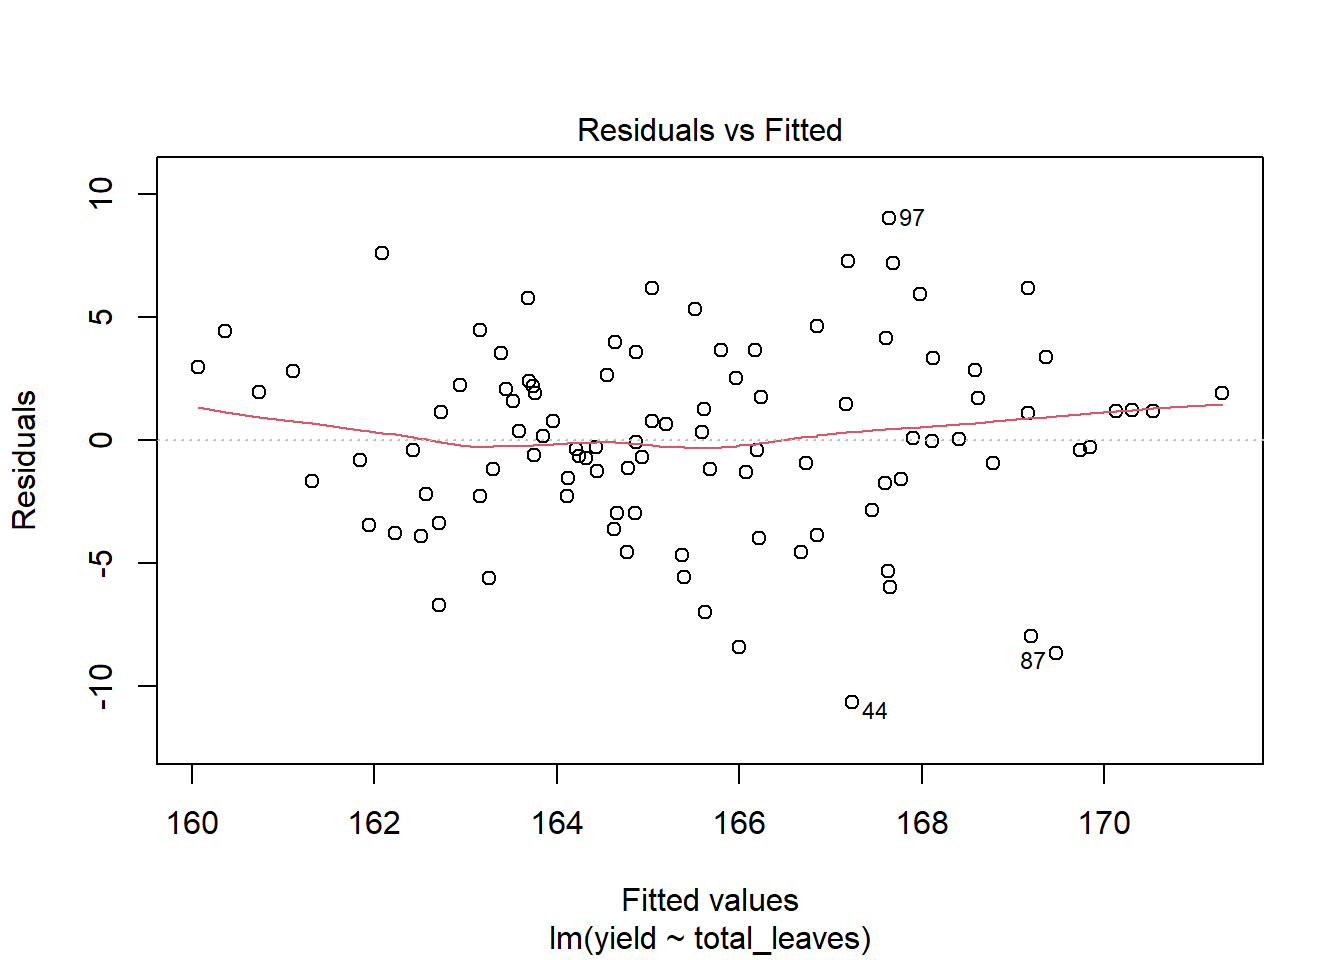 Residuals vs Fitted
Residuals
10
5
0
-5
-10
97
87
44
160 162 164 166 168 170
Fitted values
lm(yield ~ total_leaves)